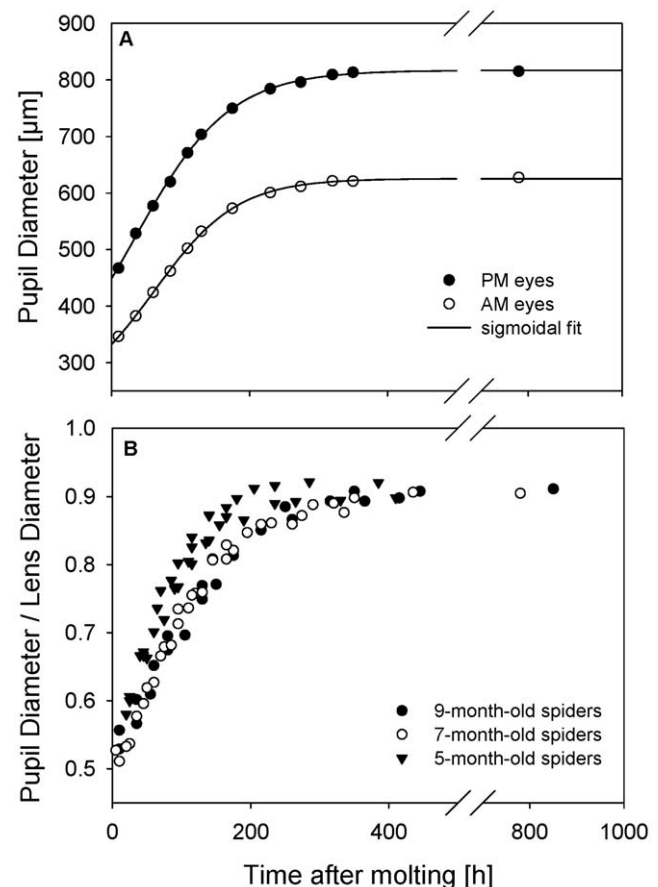 900
A
800
700
600
500
400
300
Pupil Diameter [µm]
PM eyes
AM eyes
sigmoidal fit
1.0
B
0.9
0.8
0.7
0.6
0.5
Pupil Diameter / Lens Diameter
9-month-old spiders
7-month-old spiders
5-month-old spiders
0 200 400 800 1000
Time after molting [h]